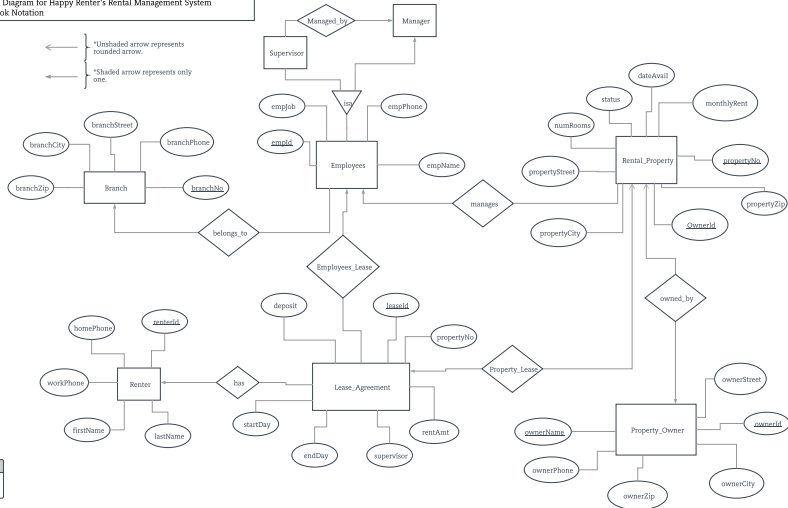 Diagram for Happy Renter's Rental Management System
ok Notation
*Unshaded arrow represents
rounded arrow.
*Shaded arrow represents only
one.
Managed_by
Manager
Supervisor
isa
empJob
empPhone
empId
Employees
empName
branchStreet
branchCity
branchPhone
branchZip
Branch
branchNo
belongs_to
manages
dateAvail
status
monthlyRent
numRooms
Rental_Property
propertyNo
propertyStreet
propertyZip
propertyCity
OwnerId
Employees_Lease
owned_by
deposit
leaseId
propertyNo
homePhone
renterId
workPhone
Renter
has
Lease_Agreement
Property_Lease
firstName
lastName
startDay
rentAmt
endDay
supervisor
ownerStreet
ownerName
Property_Owner
ownerId
ownerPhone
ownerZip
ownerCity